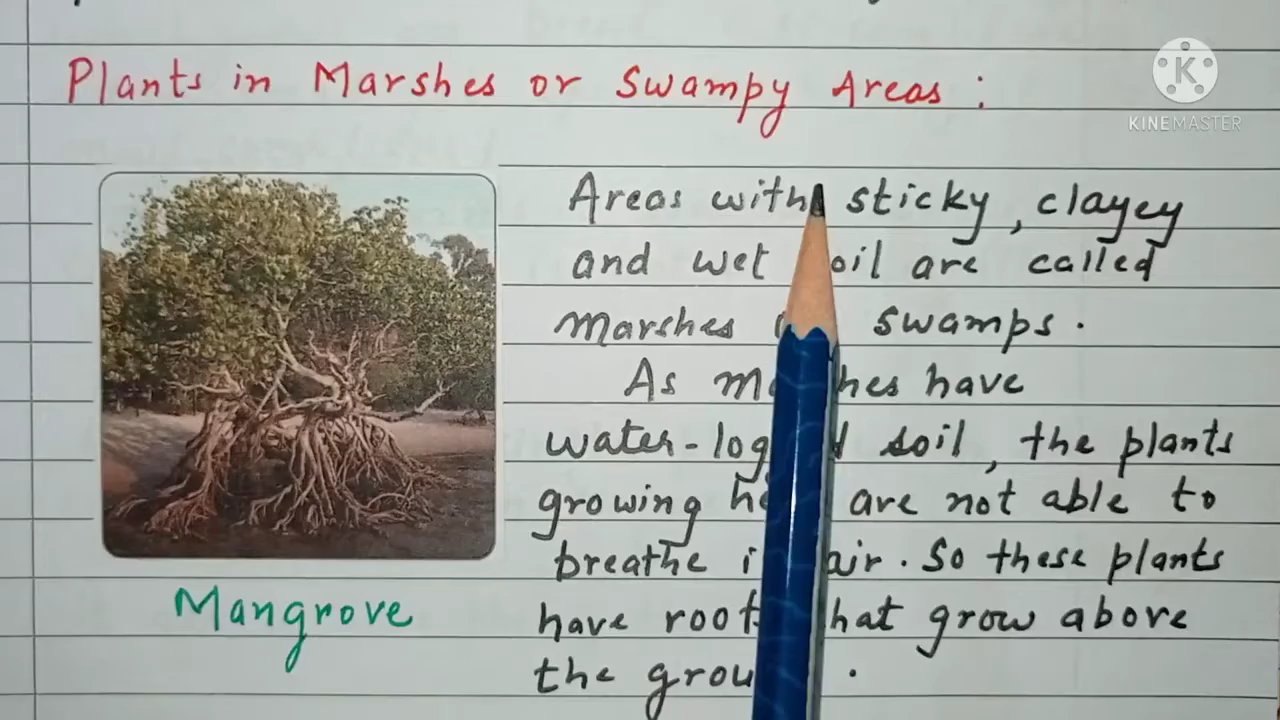 Plants in Marshes or Swampy Areas :
KINEMASTER
Areas with sticky, clayey
and wet oil are called
Marshes swamps.
As hes have
water-log d soil, the plants
growing are not able to
breathe air. So these plants
have root hat grow above
the grou .
Mangrove